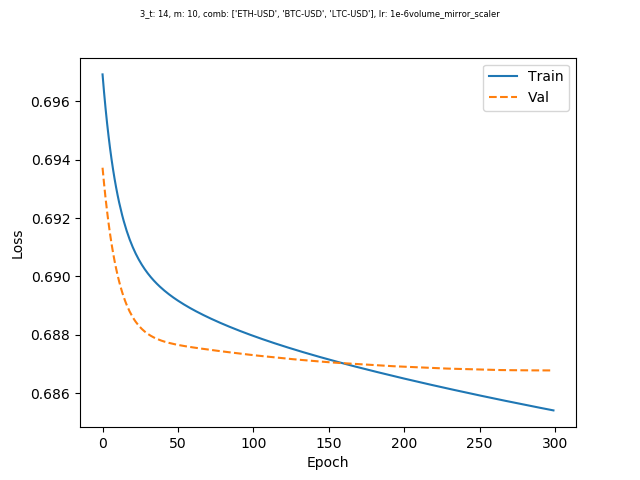 3_t: 14, m: 10, comb: ['ETH-USD', 'BTC-USD', 'LTC-USD'], lr: 1e-6volume_mirror_scaler
Train
Val
0.696
0.694
0.692
0.690
0.688
0.686
Loss
0 50 100 150 200 250 300
Epoch